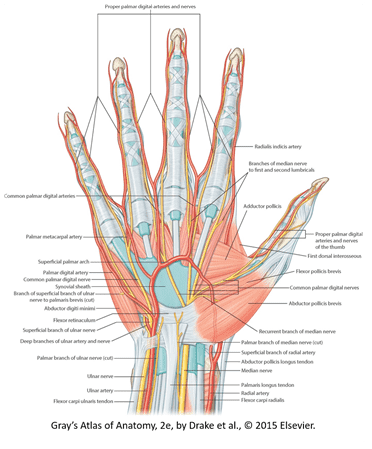 Proper palmar digital arteries and nerves
Radialis indicis artery
Branches of median nerve
to first and second lumbricals
Common palmar digital arteries
Adductor pollicis
Palmar metacarpal artery
Proper palmar digital
arteries and nerves
of the thumb
First dorsal interosseous
Superficial palmar arch
Palmar digital artery
Common palmar digital nerve
Synovial sheath
Branch of superficial branch of ulnar
nerve to palmaris brevis (cut)
Abductor digiti minimi
Flexor retinaculum
Superficial branch of ulnar nerve
Deep branches of ulnar artery and nerve
Flexor pollicis brevis
Common palmar digital nerves
Abductor pollicis brevis
Recurrent branch of median nerve
Palmar branch of ulnar nerve (cut)
Palmar branch of median nerve (cut)
Superficial branch of radial artery
Abductor pollicis longus tendon
Median nerve
Ulnar nerve
Palmaris longus tendon
Ulnar artery
Radial artery
Flexor carpi ulnaris tendon
Flexor carpi radialis
Gray's Atlas of Anatomy, 2e, by Drake et al., © 2015 Elsevier.